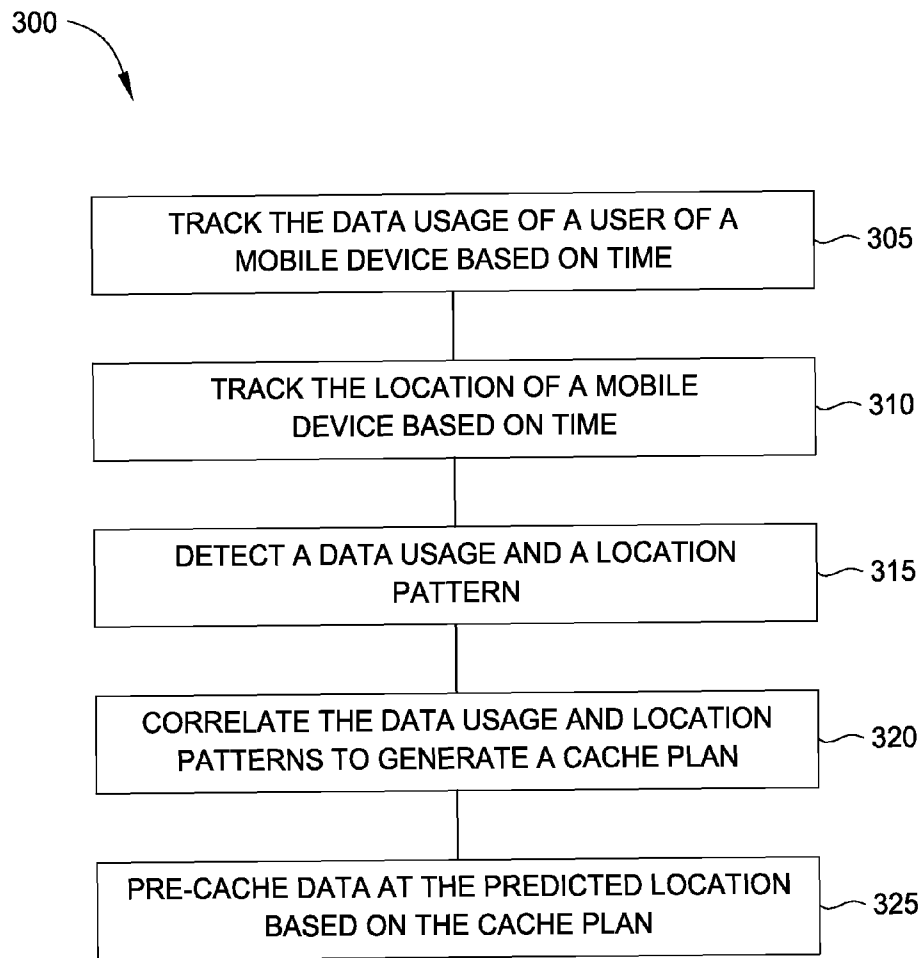 300
TRACK THE DATA USAGE OF A USER OF A
MOBILE DEVICE BASED ON TIME
305
TRACK THE LOCATION OF A MOBILE
DEVICE BASED ON TIME
310
DETECT A DATA USAGE AND A LOCATION
PATTERN
315
CORRELATE THE DATA USAGE AND LOCATION
PATTERNS TO GENERATE A CACHE PLAN
320
PRE-CACHE DATA AT THE PREDICTED LOCATION
BASED ON THE CACHE PLAN
325